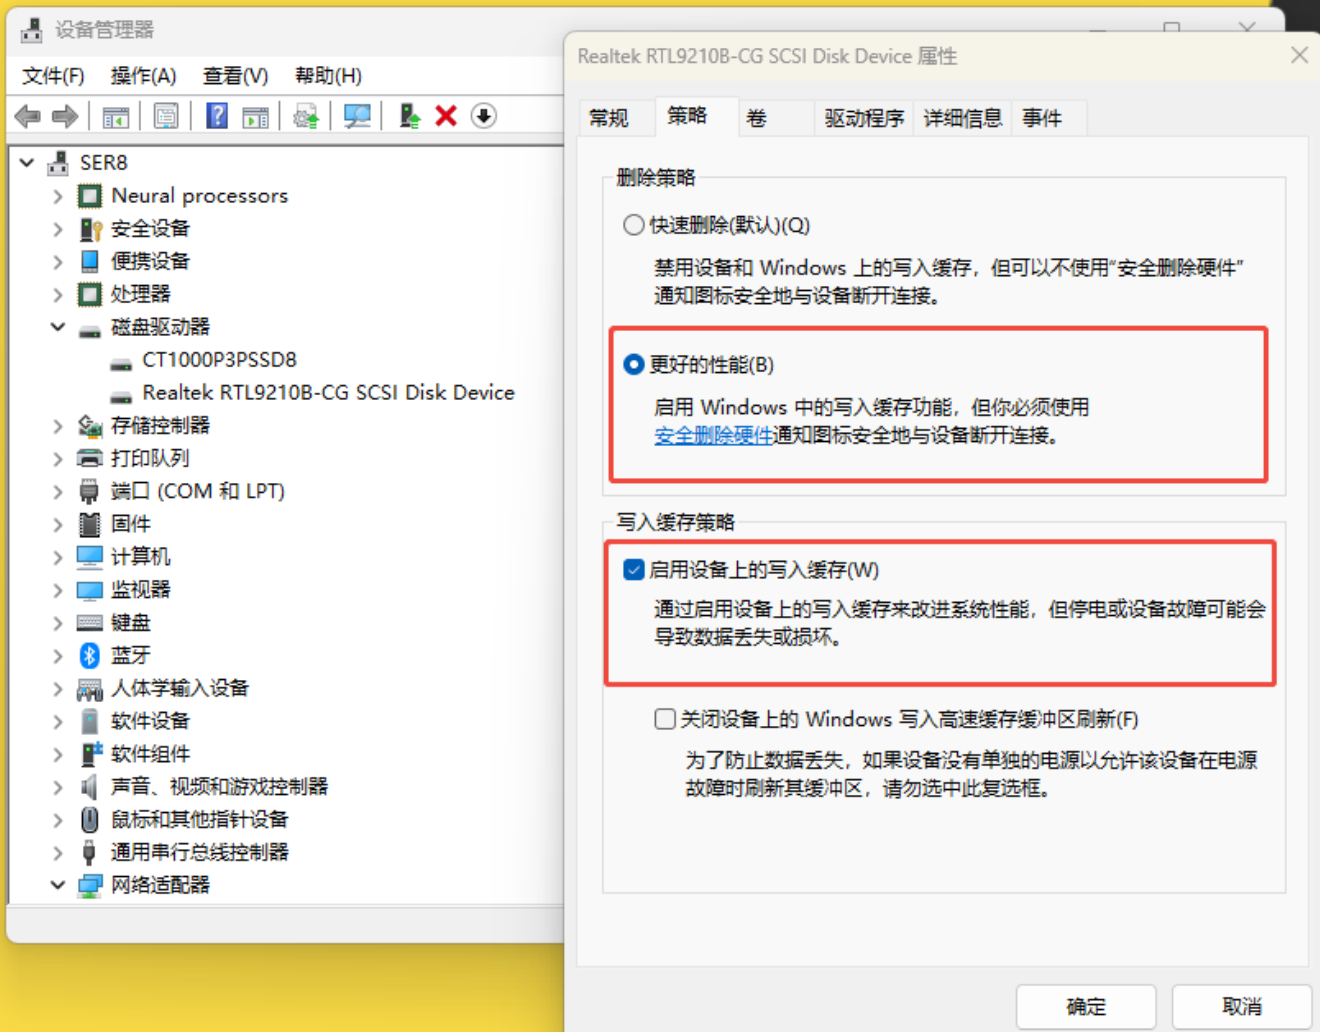 设备管理器
文件(F) 操作(A) 查看(V) 帮助(H)
SER8
Neural processors
安全设备
便携设备
处理器
磁盘驱动器
CT1000P3PSSD8
Realtek RTL9210B-CG SCSI Disk Device
存储控制器
打印队列
端口 (COM 和 LPT)
固件
计算机
监视器
键盘
蓝牙
人体学输入设备
软件设备
软件组件
声音、视频和游戏控制器
鼠标和其他指针设备
通用串行总线控制器
网络适配器
Realtek RTL9210B-CG SCSI Disk Device 属性
常规 策略 卷 驱动程序 详细信息 事件
删除策略
快速删除(默认)(Q)
禁用设备和 Windows 上的写入缓存，但可以不使用“安全删除硬件”
通知图标安全地与设备断开连接。
更好的性能(B)
启用 Windows 中的写入缓存功能，但你必须使用
安全删除硬件通知图标安全地与设备断开连接。
写入缓存策略
启用设备上的写入缓存(W)
通过启用设备上的写入缓存来改进系统性能，但停电或设备故障可能会
导致数据丢失或损坏。
关闭设备上的 Windows 写入高速缓存缓冲区刷新(F)
为了防止数据丢失，如果设备没有单独的电源以允许该设备在电源
故障时刷新其缓冲区，请勿选中此复选框。
确定 取消